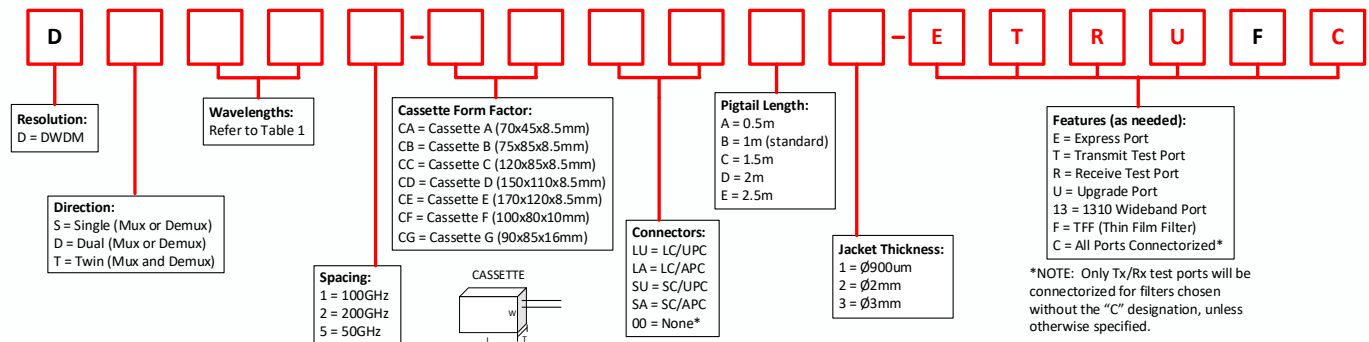 D - - E T R U F C
Resolution:
D = DWDM
Direction:
S = Single (Mux or Demux)
D = Dual (Mux or Demux)
T = Twin (Mux and Demux)
Wavelengths:
Refer to Table 1
Spacing:
1 = 100GHz
2 = 200GHz
5 = 50GHz
Cassette Form Factor:
CA = Cassette A (70x45x8.5mm)
CB = Cassette B (75x85x8.5mm)
CC = Cassette C (120x85x8.5mm)
CD = Cassette D (150x110x8.5mm)
CE = Cassette E (170x120x8.5mm)
CF = Cassette F (100x80x10mm)
CG = Cassette G (90x85x16mm)
CASSETTE
W
L
T
Connectors:
LU = LC/UPC
LA = LC/APC
SU = SC/UPC
SA = SC/APC
00 = None*
Pigtail Length:
A = 0.5m
B = 1m (standard)
C = 1.5m
D = 2m
E = 2.5m
Jacket Thickness:
1 = Ø900um
2 = Ø2mm
3 = Ø3mm
Features (as needed):
E = Express Port
T = Transmit Test Port
R = Receive Test Port
U = Upgrade Port
13 = 1310 Wideband Port
F = TFF (Thin Film Filter)
C = All Ports Connectorized*
*NOTE: Only Tx/Rx test ports will be
connectorized for filters chosen
without the “C” designation, unless
otherwise specified.